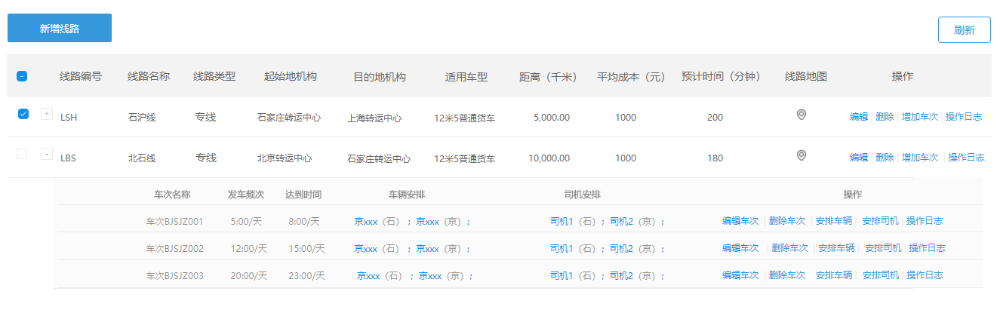 新增线路
刷新
线路编号 线路名称 线路类型 起始地机构 目的地机构 适用车型 距离（千米） 平均成本（元） 预计时间（分钟） 线路地图 操作
+ LSH 石沪线 专线 石家庄转运中心 上海转运中心 12米5普通货车 5,000.00 1000 200 编辑 | 删除 | 增加车次 | 操作日志
- LBS 北石线 专线 北京转运中心 石家庄转运中心 12米5普通货车 10,000.00 1000 180 编辑 | 删除 | 增加车次 | 操作日志
车次名称 发车频次 达到时间 车辆安排 司机安排 操作
车次BJSJZ001 5:00/天 8:00/天 京xxx（石）；京xxx（京）； 司机1（石）；司机2（京）； 编辑车次 | 删除车次 | 安排车辆 | 安排司机 | 操作日志
车次BJSJZ002 12:00/天 15:00/天 京xxx（石）；京xxx（京）； 司机1（石）；司机2（京）； 编辑车次 | 删除车次 | 安排车辆 | 安排司机 | 操作日志
车次BJSJZ003 20:00/天 23:00/天 京xxx（石）；京xxx（京）； 司机1（石）；司机2（京）； 编辑车次 | 删除车次 | 安排车辆 | 安排司机 | 操作日志